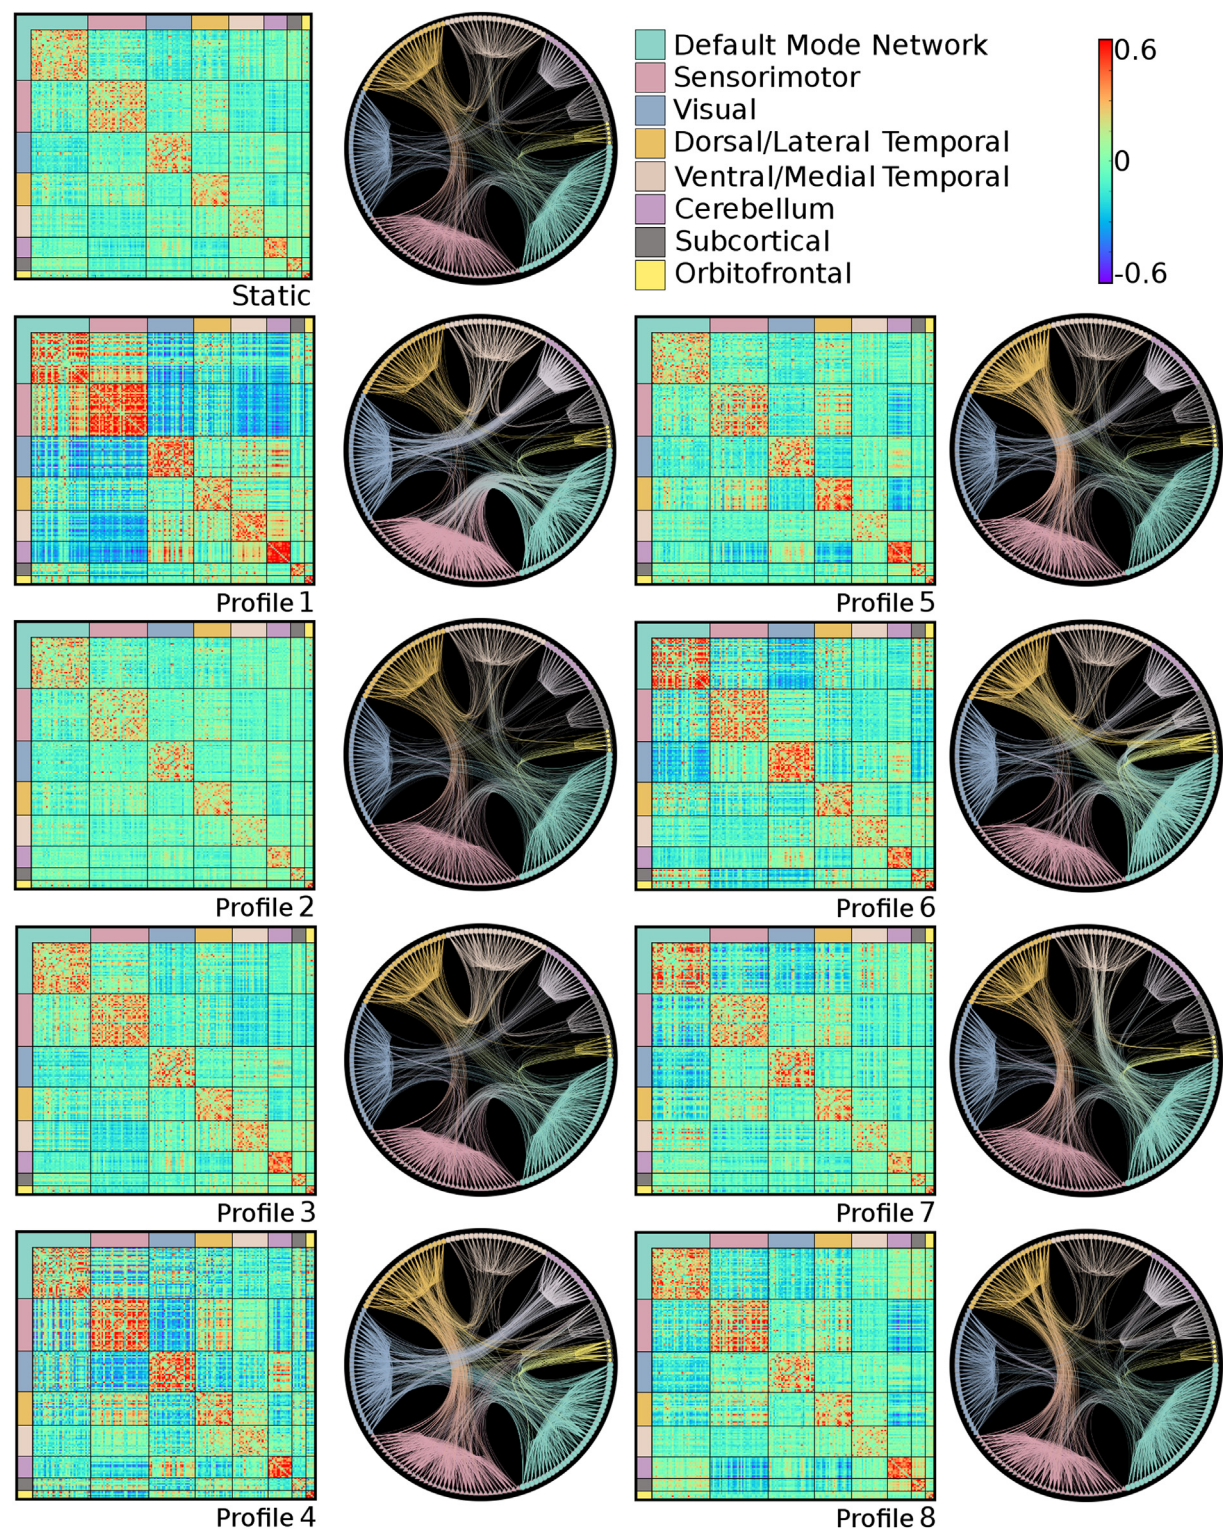 Default Mode Network
Sensorimotor
Visual
Dorsal/Lateral Temporal
Ventral/Medial Temporal
Cerebellum
Subcortical
Orbitofrontal
0.6
0
-0.6
Static
Profile 1
Profile 5
Profile 2
Profile 6
Profile 3
Profile 7
Profile 4
Profile 8